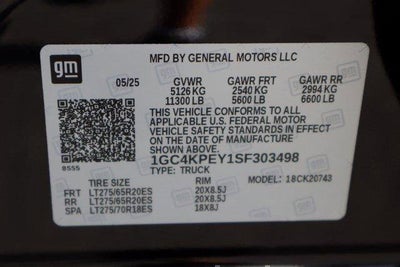 gm
MFD BY GENERAL MOTORS LLC
05/25 GVWR GAWR FRT GAWR RR
5126 KG 2540 KG 2994 KG
11300 LB 5600 LB 6600 LB
THIS VEHICLE CONFORMS TO ALL
APPLICABLE U.S. FEDERAL MOTOR
VEHICLE SAFETY STANDARDS IN EFFECT
ON THE DATE OF MANUFACTURE
SHOWN ABOVE.
1GC4KPEY1SF303498
8555 TYPE: TRUCK
TIRE SIZE RIM MODEL: 18CK20743
FRT LT275/65R20ES 20X8.5J
RR LT275/65R20ES 20X8.5J
SPA LT275/70R18ES 18X8J